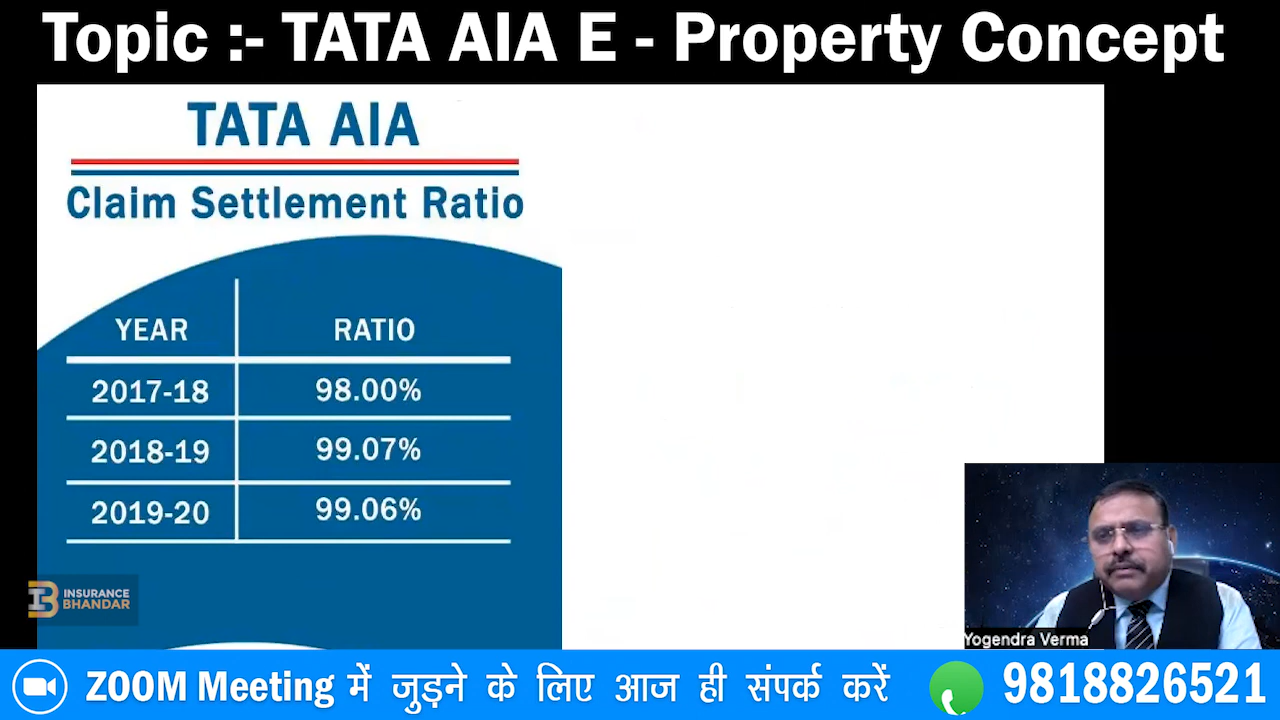 Topic :- TATA AIA E - Property Concept
TATA AIA
Claim Settlement Ratio
YEAR RATIO
2017-18 98.00%
2018-19 99.07%
2019-20 99.06%
INSURANCE
BHANDAR
Yogendra Verma
ZOOM Meeting में जुड़ने के लिए आज ही संपर्क करें 9818826521